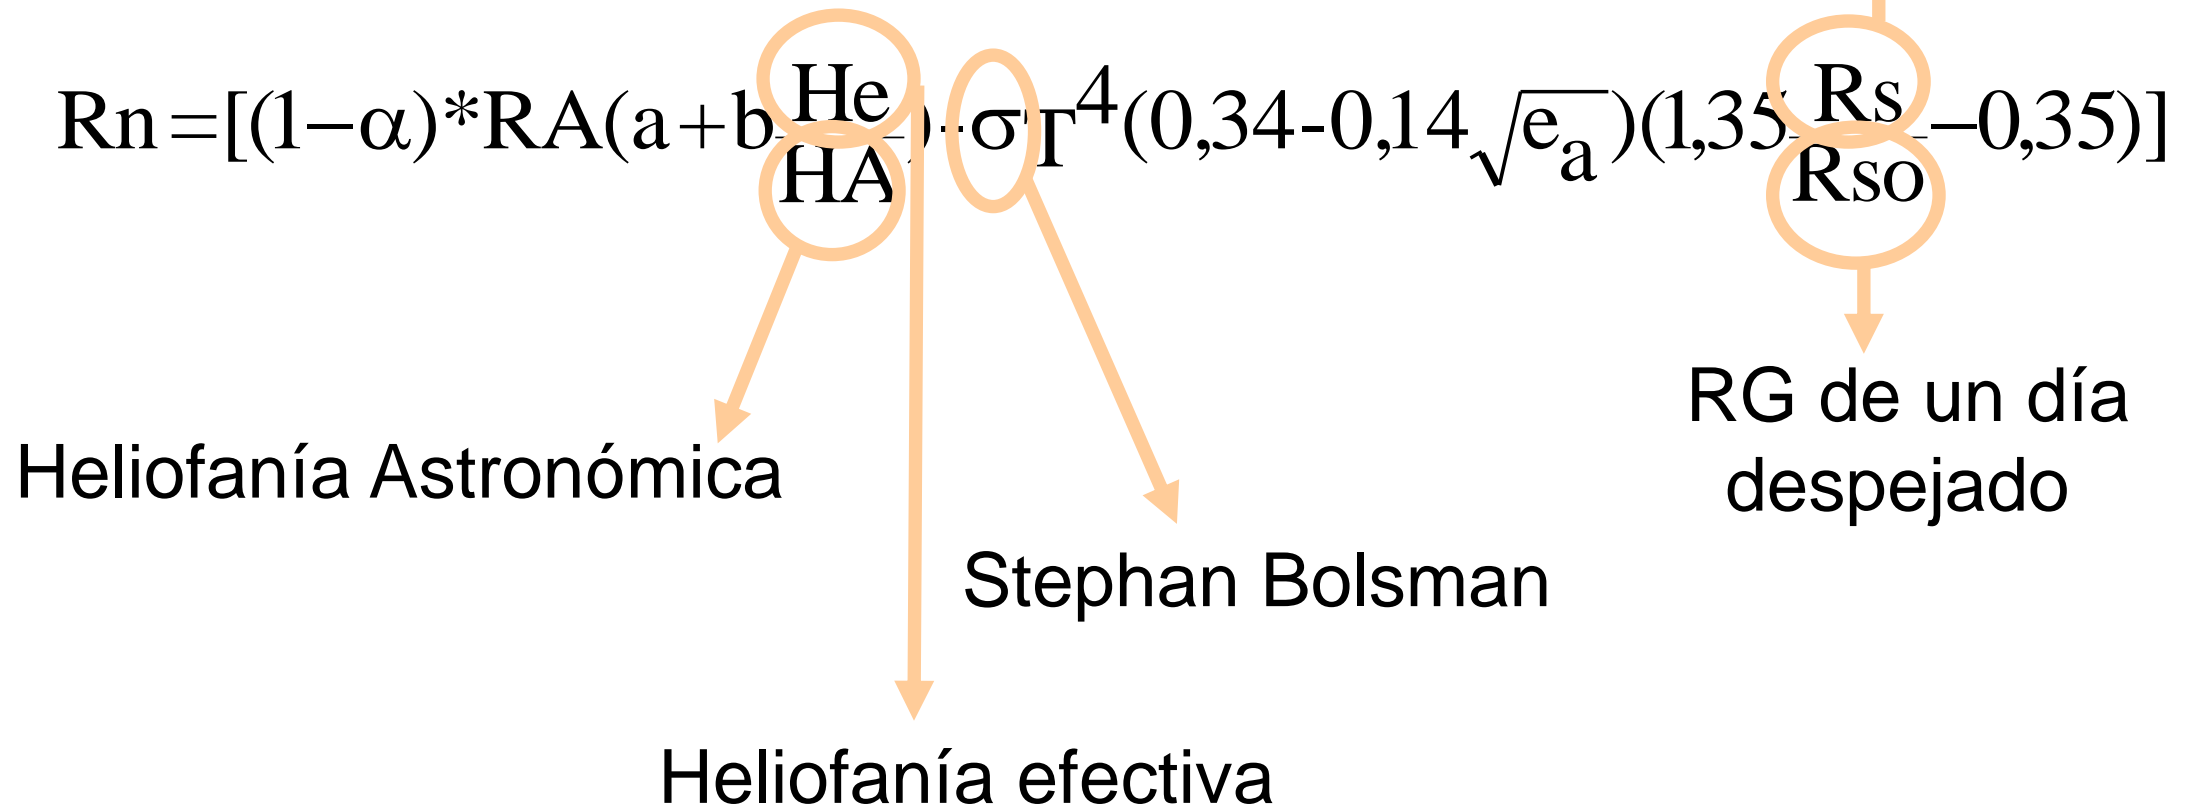 Rn=[(1−α)*RA(a+b He/HA)-σT⁴(0,34-0,14√e_a)(1,35 Rs/Rso −0,35)]
Heliofanía Astronómica
RG de un día
despejado
Stephan Bolsman
Heliofanía efectiva